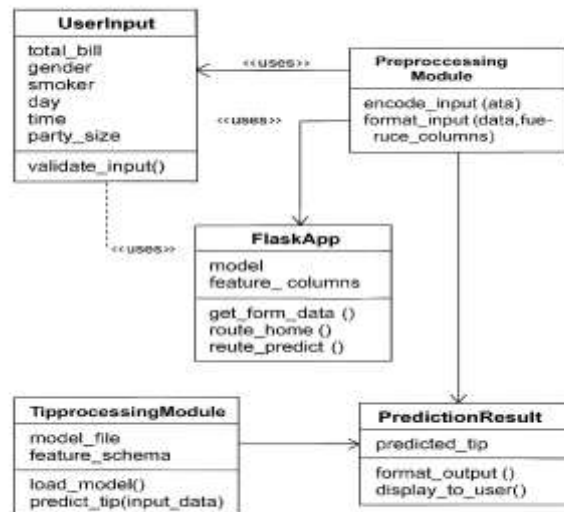 UserInput
total_bill
gender
smoker
day
time
party_size
validate_input()
<<uses>>
<<uses>>
Preproccessing
Module
encode_input (ata)
format_input (data,fue-
ruce_columns)
<<uses>>
FlaskApp
model
feature_ columns
get_form_data ()
route_home ()
reute_predict ()
TipprocessingModule
model_file
feature_schema
load_model()
predict_tip(input_data)
PredictionResult
predicted_tip
format_output ()
display_to_user()